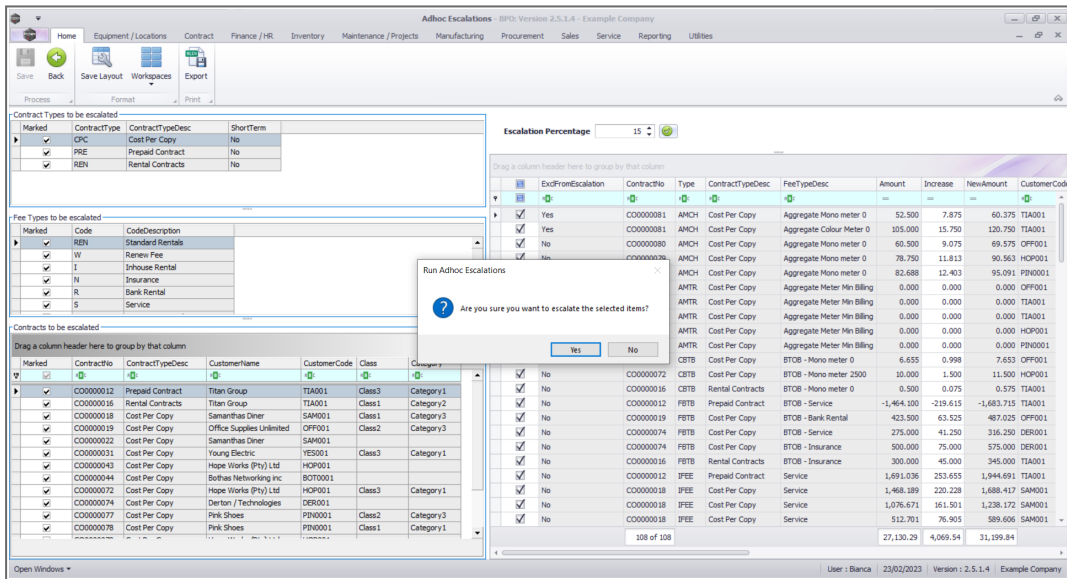 Adhoc Escalations - BPO: Version 2.5.1.4 - Example Company
Home Equipment / Locations Contract Finance / HR Inventory Maintenance / Projects Manufacturing Procurement Sales Service Reporting Utilities
Save Back Save Layout Workspaces Export
Process Format Print
Contract Types to be escalated
Marked ContractType ContractTypeDesc ShortTerm
CPC Cost Per Copy No
PRE Prepaid Contract No
REN Rental Contracts No
Fee Types to be escalated
Marked Code CodeDescription
REN Standard Rentals
W Renew Fee
I Inhouse Rental
N Insurance
R Bank Rental
S Service
Contracts to be escalated
Drag a column header here to group by that column
Marked ContractNo ContractTypeDesc CustomerName CustomerCode Class Category
CO0000012 Prepaid Contract Titan Group TIA001 Class3 Category1
CO0000016 Rental Contracts Titan Group TIA001 Class1 Category2
CO0000018 Cost Per Copy Samanthas Diner SAM001 Class1 Category3
CO0000019 Cost Per Copy Office Supplies Unlimited OFF001 Class2 Category3
CO0000022 Cost Per Copy Samanthas Diner SAM001
CO0000031 Cost Per Copy Young Electric YES001 Class3 Category1
CO0000043 Cost Per Copy Hope Works (Pty) Ltd HOP001
CO0000044 Cost Per Copy Bothas Networking inc BOT0001
CO0000072 Cost Per Copy Hope Works (Pty) Ltd HOP001 Class3 Category1
CO0000074 Cost Per Copy Derton / Technologies DER001
CO0000077 Cost Per Copy Pink Shoes PIN0001 Class2 Category3
CO0000078 Cost Per Copy Pink Shoes PIN0001 Class1 Category1
Escalation Percentage 15
Drag a column header here to group by that column
ExclFromEscalation ContractNo Type ContractTypeDesc FeeTypeDesc Amount Increase NewAmount CustomerCode
Yes CO0000081 AMCH Cost Per Copy Aggregate Mono meter 0 52.500 7.875 60.375 TIA001
Yes CO0000081 AMCH Cost Per Copy Aggregate Colour Meter 0 105.000 15.750 120.750 TIA001
No CO0000080 AMCH Cost Per Copy Aggregate Mono meter 0 60.500 9.075 69.575 OFF001
No CO0000079 AMCH Cost Per Copy Aggregate Mono meter 0 78.750 11.813 90.563 HOP001
AMCH Cost Per Copy Aggregate Mono meter 0 82.688 12.403 95.091 PIN0001
AMTR Cost Per Copy Aggregate Meter Min Billing 0.000 0.000 0.000 OFF001
AMTR Cost Per Copy Aggregate Meter Min Billing 0.000 0.000 0.000 TIA001
AMTR Cost Per Copy Aggregate Meter Min Billing 0.000 0.000 0.000 TIA001
AMTR Cost Per Copy Aggregate Meter Min Billing 0.000 0.000 0.000 HOP001
AMTR Cost Per Copy Aggregate Meter Min Billing 0.000 0.000 0.000 PIN0001
CBTB Cost Per Copy BTOB - Mono meter 0 6.655 0.998 7.653 OFF001
No CO0000072 CBTB Cost Per Copy BTOB - Mono meter 2500 10.000 1.500 11.500 HOP001
No CO0000016 CBTB Rental Contracts BTOB - Mono meter 0 0.500 0.075 0.575 TIA001
No CO0000012 FBTB Prepaid Contract BTOB - Service -1,464.100 -219.615 -1,683.715 TIA001
No CO0000019 FBTB Cost Per Copy BTOB - Bank Rental 423.500 63.525 487.025 OFF001
No CO0000074 FBTB Cost Per Copy BTOB - Service 275.000 41.250 316.250 DER001
No CO0000074 FBTB Cost Per Copy BTOB - Insurance 500.000 75.000 575.000 DER001
No CO0000016 FBTB Rental Contracts BTOB - Insurance 300.000 45.000 345.000 TIA001
No CO0000012 IFEE Prepaid Contract Service 1,691.036 253.655 1,944.691 TIA001
No CO0000018 IFEE Cost Per Copy Service 1,468.189 220.228 1,688.417 SAM001
No CO0000018 IFEE Cost Per Copy Service 1,076.671 161.501 1,238.172 SAM001
No CO0000018 IFEE Cost Per Copy Service 512.701 76.905 589.606 SAM001
108 of 108 27,130.29 4,069.54 31,199.84
Run Adhoc Escalations
Are you sure you want to escalate the selected items?
Yes No
Open Windows User : Bianca 23/02/2023 Version : 2.5.1.4 Example Company